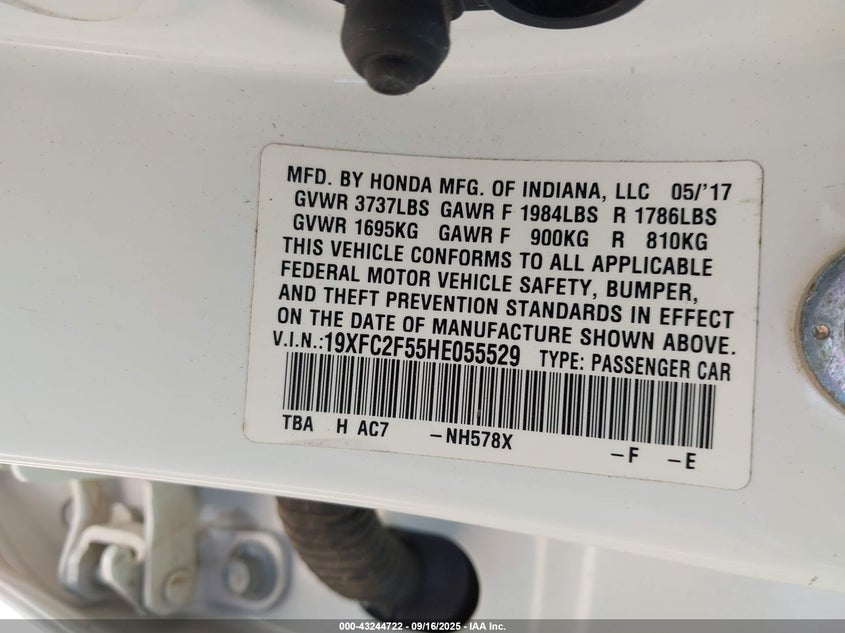 MFD. BY HONDA MFG. OF INDIANA, LLC 05/'17
GVWR 3737LBS GAWR F 1984LBS R 1786LBS
GVWR 1695KG GAWR F 900KG R 810KG
THIS VEHICLE CONFORMS TO ALL APPLICABLE
FEDERAL MOTOR VEHICLE SAFETY, BUMPER,
AND THEFT PREVENTION STANDARDS IN EFFECT
ON THE DATE OF MANUFACTURE SHOWN ABOVE.
V.I.N.:19XFC2F55HE055529 TYPE: PASSENGER CAR
TBA H AC7 -NH578X -F -E
000-43244722 - 09/16/2025 - IAA Inc.